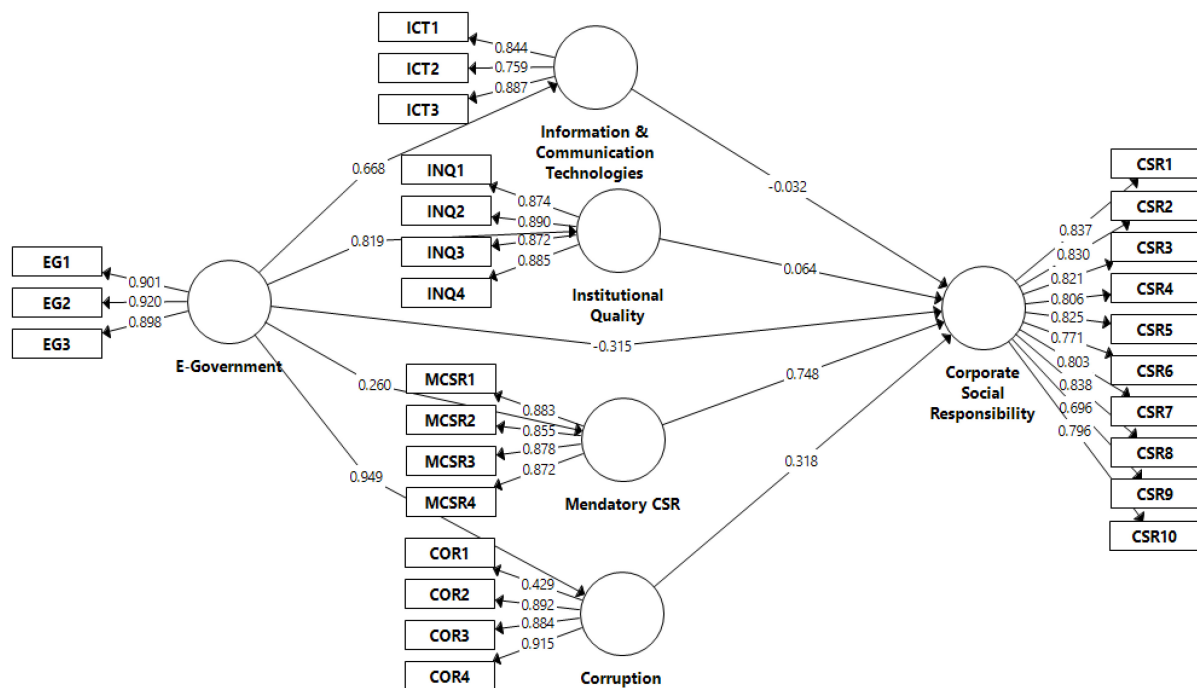 ICT1
0.844
ICT2
0.759
ICT3
0.887
Information &
Communication
Technologies
0.668
-0.032
INQ1
0.874
INQ2
0.890
INQ3
0.872
INQ4
0.885
0.819
Institutional
Quality
0.064
EG1
0.901
EG2
0.920
EG3
0.898
E-Government
-0.315
0.260
MCSR1
0.883
MCSR2
0.855
MCSR3
0.878
MCSR4
0.872
Mendatory CSR
0.748
0.949
COR1
0.429
COR2
0.892
COR3
0.884
COR4
0.915
Corruption
0.318
Corporate
Social
Responsibility
CSR1
0.837
CSR2
0.830
CSR3
0.821
CSR4
0.806
CSR5
0.825
CSR6
0.771
CSR7
0.803
CSR8
0.838
CSR9
0.696
CSR10
0.796